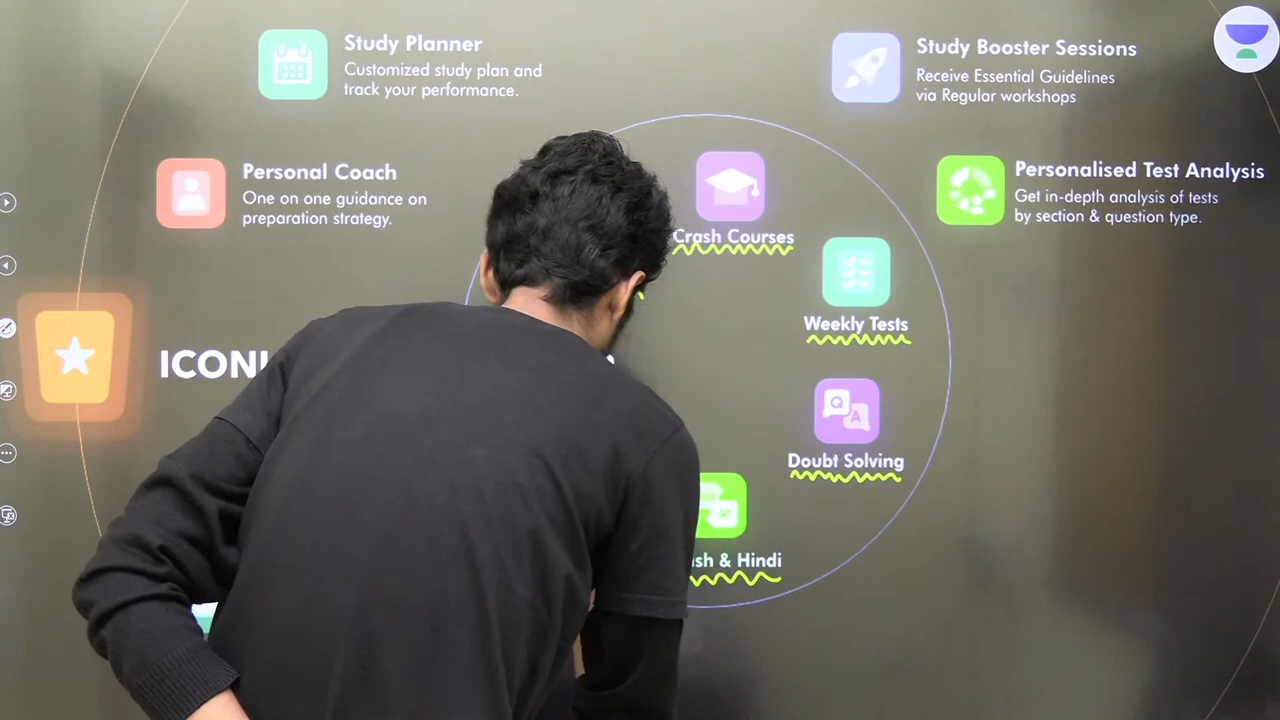 Study Planner
Customized study plan and
track your performance.
Study Booster Sessions
Receive Essential Guidelines
via Regular workshops
Personal Coach
One on one guidance on
preparation strategy.
Personalised Test Analysis
Get in-depth analysis of tests
by section & question type.
Crash Courses
Weekly Tests
Q
A
Doubt Solving
& Hindi